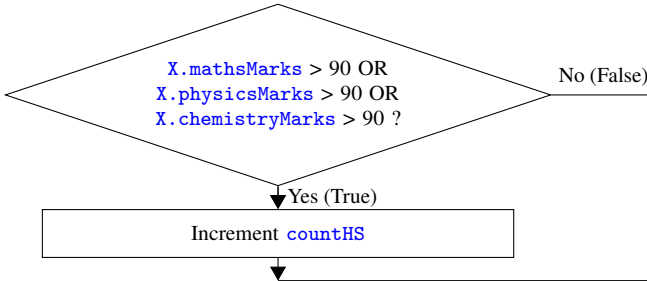 X.mathsMarks > 90 OR
X.physicsMarks > 90 OR
X.chemistryMarks > 90 ?
No (False)
Yes (True)
Increment countHS